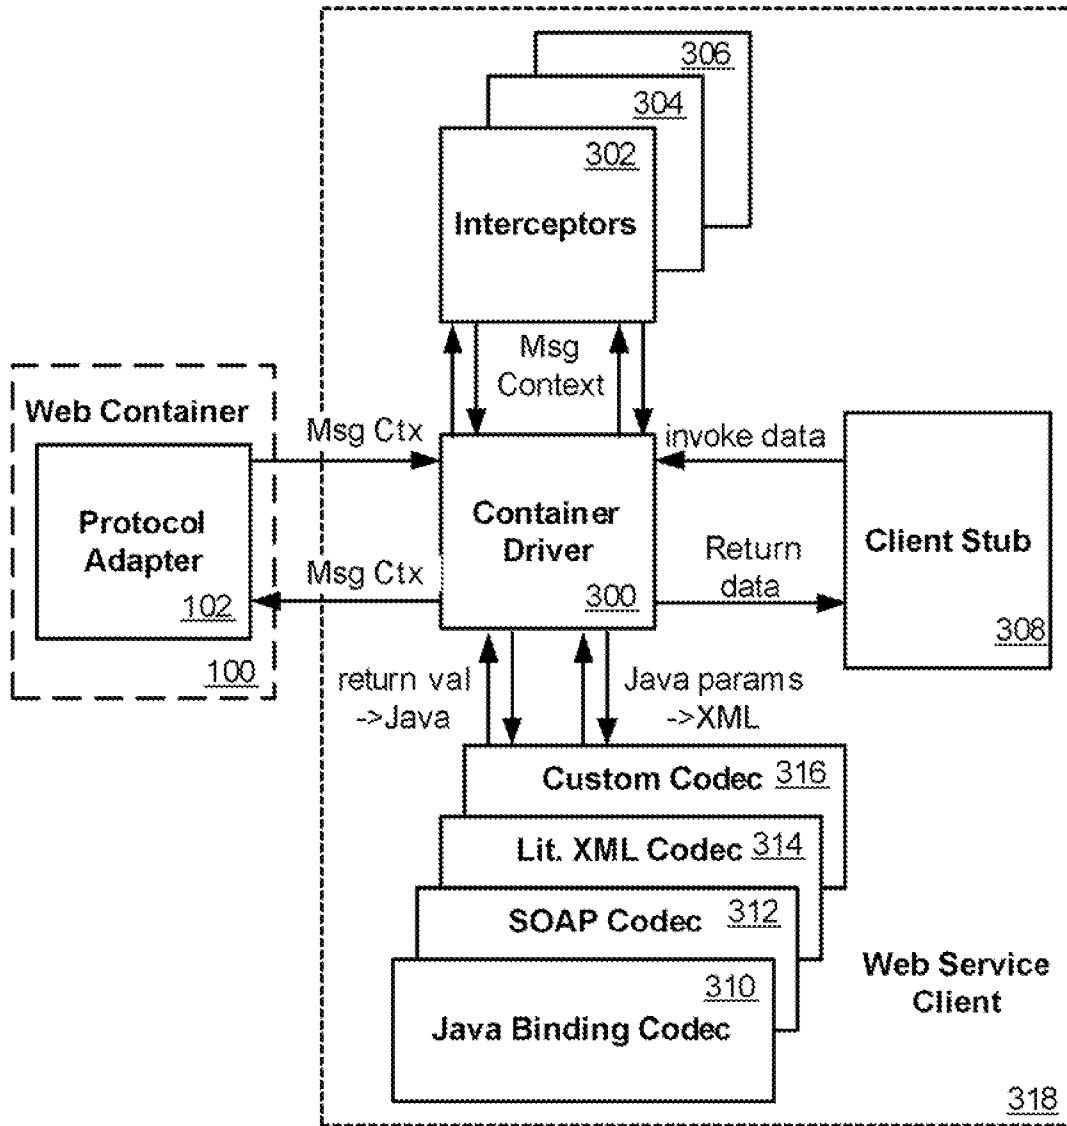 306
304
302
Interceptors
Msg
Context
Web Container
Msg Ctx
invoke data
Protocol
Adapter
102
100
Container
Driver
300
Msg Ctx
Return
data
Client Stub
308
return val
->Java
Java params
->XML
Custom Codec 316
Lit. XML Codec 314
SOAP Codec 312
310
Java Binding Codec
Web Service
Client
318